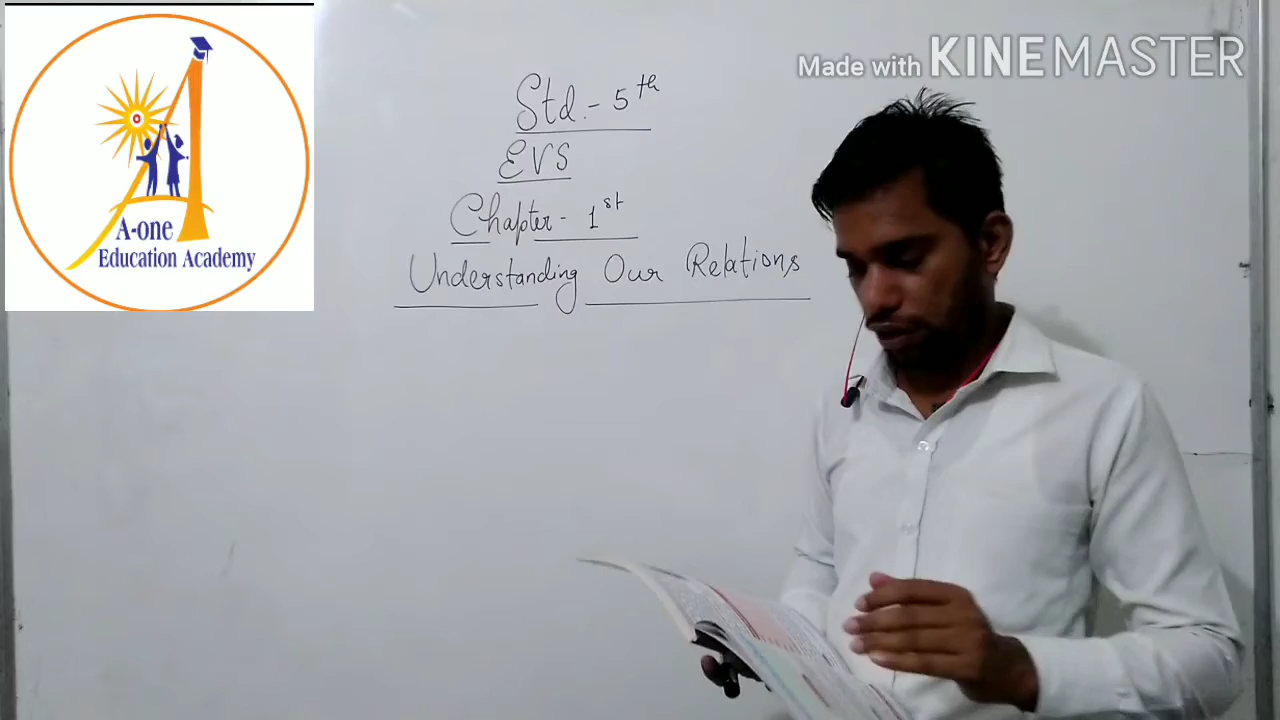 Made with KINEMASTER
Std.- 5th
EVS
Chapter- 1st
Understanding Our Relations
A-one
Education Academy